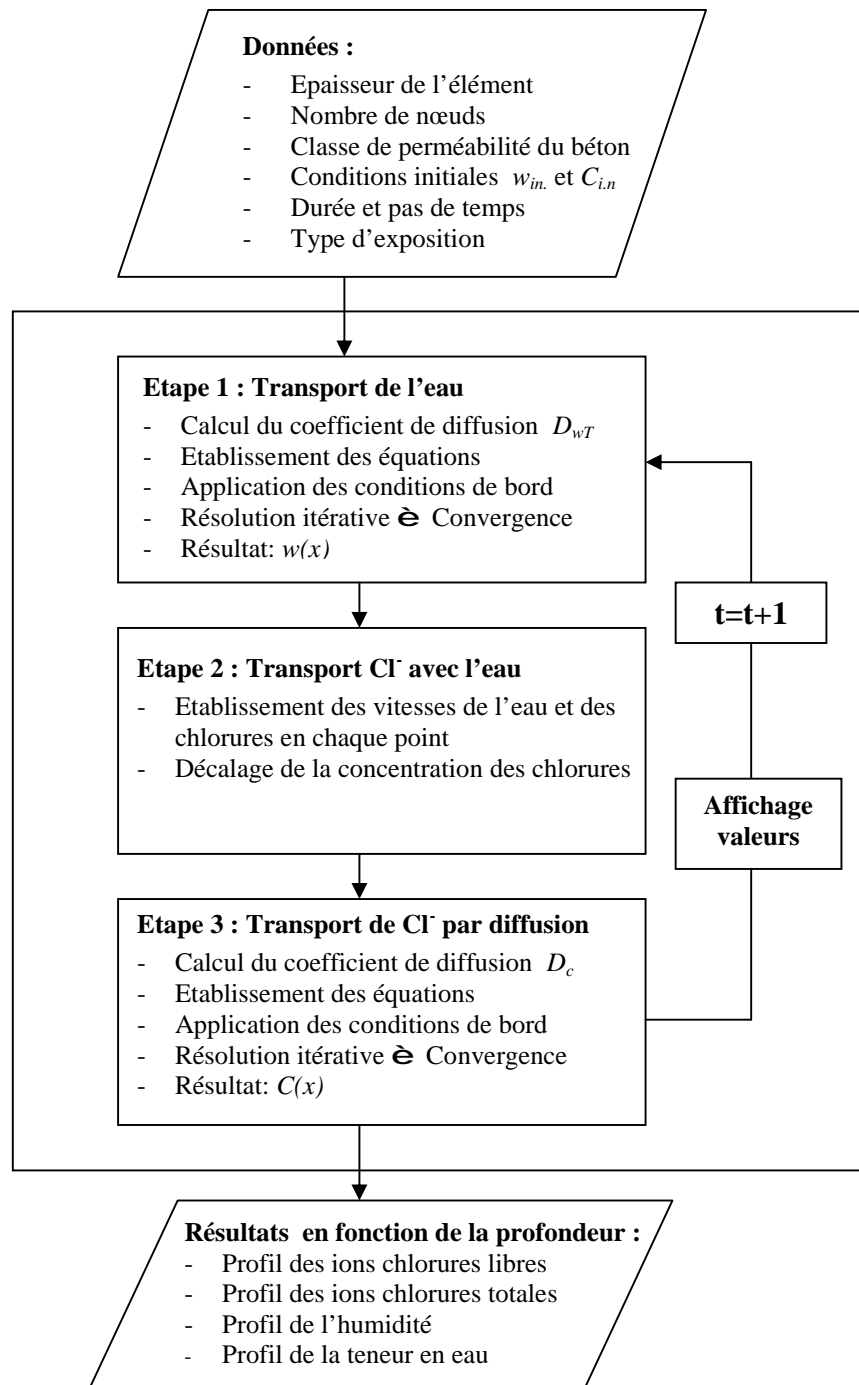 Données :
- Epaisseur de l’élément
- Nombre de nœuds
- Classe de perméabilité du béton
- Conditions initiales w_in. et C_i.n
- Durée et pas de temps
- Type d’exposition
Etape 1 : Transport de l’eau
- Calcul du coefficient de diffusion D_wT
- Etablissement des équations
- Application des conditions de bord
- Résolution itérative è Convergence
- Résultat: w(x)
t=t+1
Etape 2 : Transport Cl⁻ avec l’eau
- Etablissement des vitesses de l’eau et des
chlorures en chaque point
- Décalage de la concentration des chlorures
Affichage
valeurs
Etape 3 : Transport de Cl⁻ par diffusion
- Calcul du coefficient de diffusion D_c
- Etablissement des équations
- Application des conditions de bord
- Résolution itérative è Convergence
- Résultat: C(x)
Résultats en fonction de la profondeur :
- Profil des ions chlorures libres
- Profil des ions chlorures totales
- Profil de l’humidité
- Profil de la teneur en eau